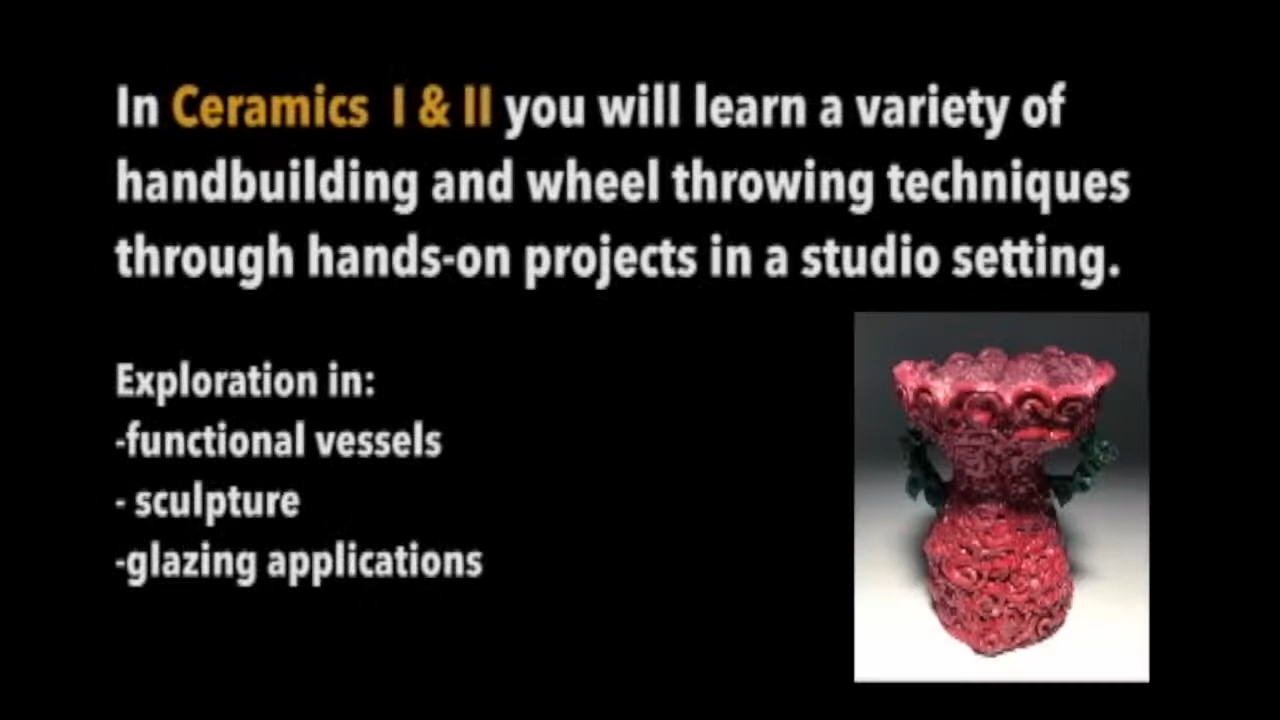 In Ceramics I & II you will learn a variety of
handbuilding and wheel throwing techniques
through hands-on projects in a studio setting.
Exploration in:
-functional vessels
- sculpture
-glazing applications